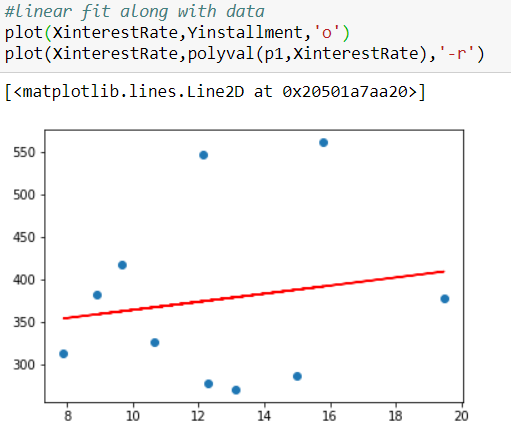 #linear fit along with data
plot(XinterestRate,Yinstallment,'o')
plot(XinterestRate,polyval(p1,XinterestRate),'-r')
[<matplotlib.lines.Line2D at 0x20501a7aa20>]
550
500
450
400
350
300
8 10 12 14 16 18 20